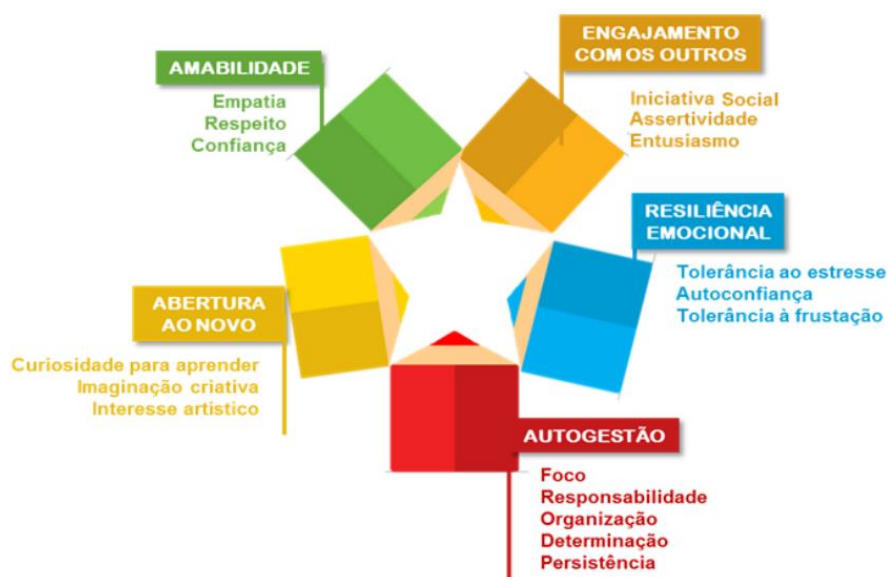 AMABILIDADE
Empatia
Respeito
Confiança
ENGAJAMENTO
COM OS OUTROS
Iniciativa Social
Assertividade
Entusiasmo
RESILIÊNCIA
EMOCIONAL
Tolerância ao estresse
Autoconfiança
Tolerância à frustação
ABERTURA
AO NOVO
Curiosidade para aprender
Imaginação criativa
Interesse artístico
AUTOGESTÃO
Foco
Responsabilidade
Organização
Determinação
Persistência